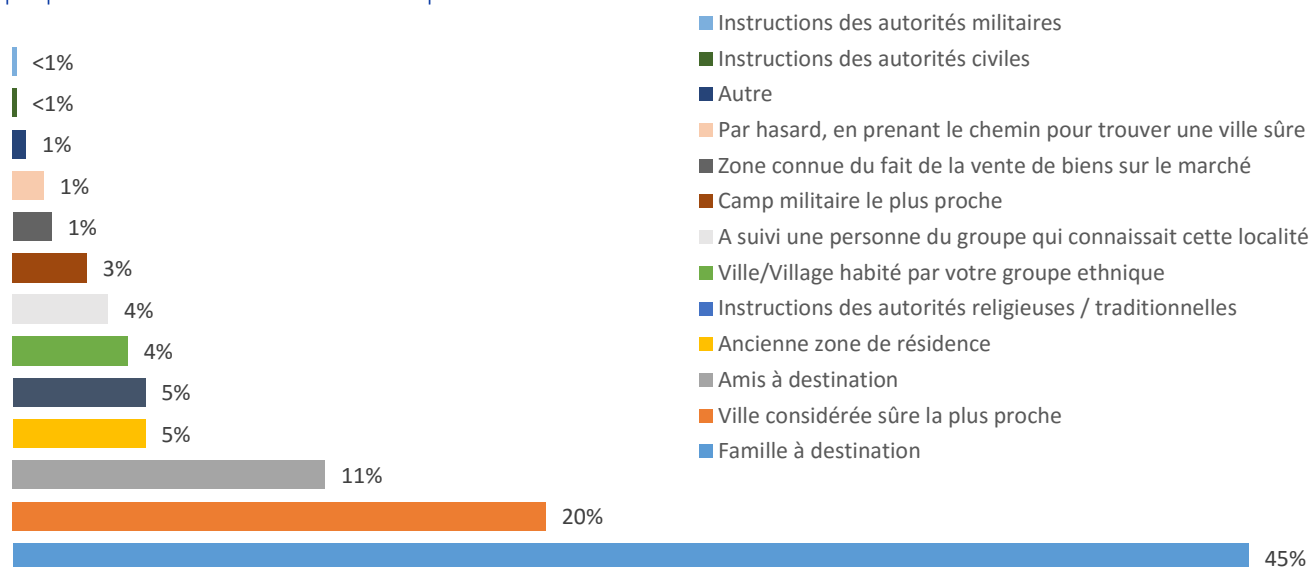 <1%
<1%
1%
1%
1%
3%
4%
4%
5%
5%
11%
20%
45%
Instructions des autorités militaires
Instructions des autorités civiles
Autre
Par hasard, en prenant le chemin pour trouver une ville sûre
Zone connue du fait de la vente de biens sur le marché
Camp militaire le plus proche
A suivi une personne du groupe qui connaissait cette localité
Ville/Village habité par votre groupe ethnique
Instructions des autorités religieuses / traditionnelles
Ancienne zone de résidence
Amis à destination
Ville considérée sûre la plus proche
Famille à destination